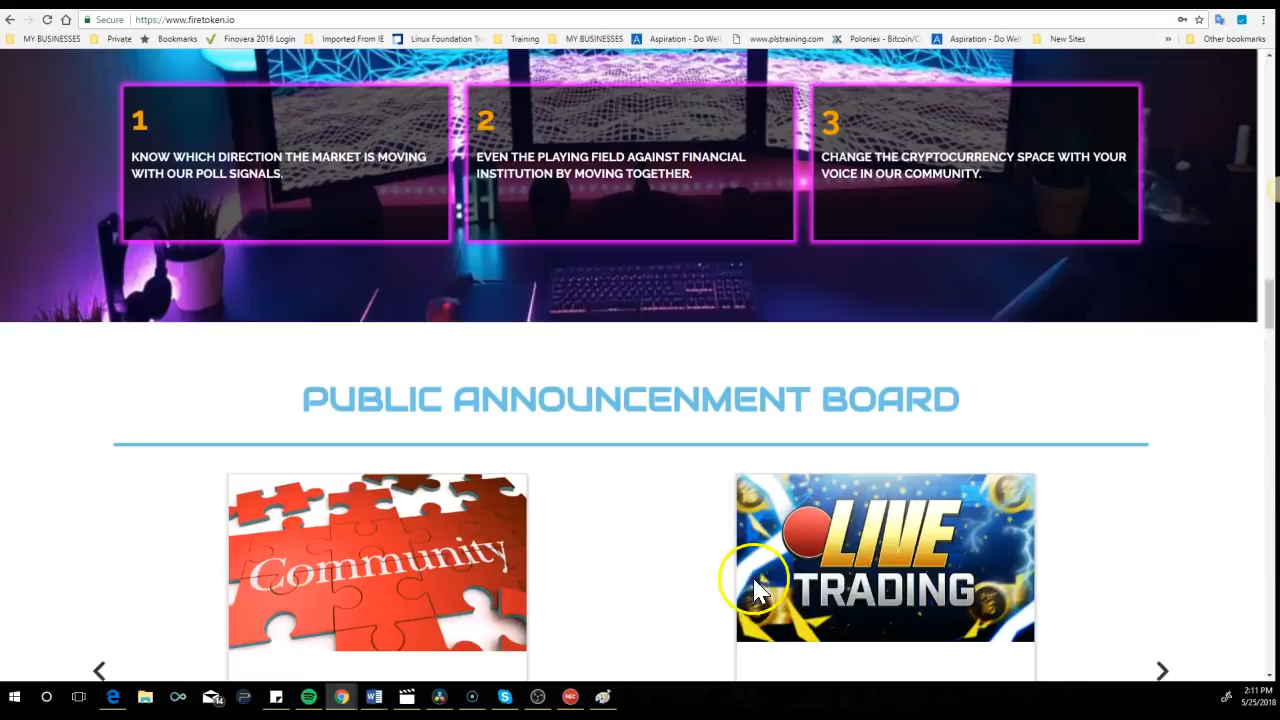 Secure
https://www.firetoken.io
MY BUSINESSES
Private
Bookmarks
Finovera 2016 Login
Imported From IE
Linux Foundation Tr
Training
MY BUSINESSES
Aspiration - Do Well
www.plstraining.com
Poloniex - Bitcoin/C
Aspiration - Do Well
New Sites
»
Other bookmarks
1
KNOW WHICH DIRECTION THE MARKET IS MOVING
WITH OUR POLL SIGNALS.
2
EVEN THE PLAYING FIELD AGAINST FINANCIAL
INSTITUTION BY MOVING TOGETHER.
3
CHANGE THE CRYPTOCURRENCY SPACE WITH YOUR
VOICE IN OUR COMMUNITY.
PUBLIC ANNOUNCENMENT BOARD
Community
LIVE
TRADING
14
REC
2:11 PM
5/25/2018